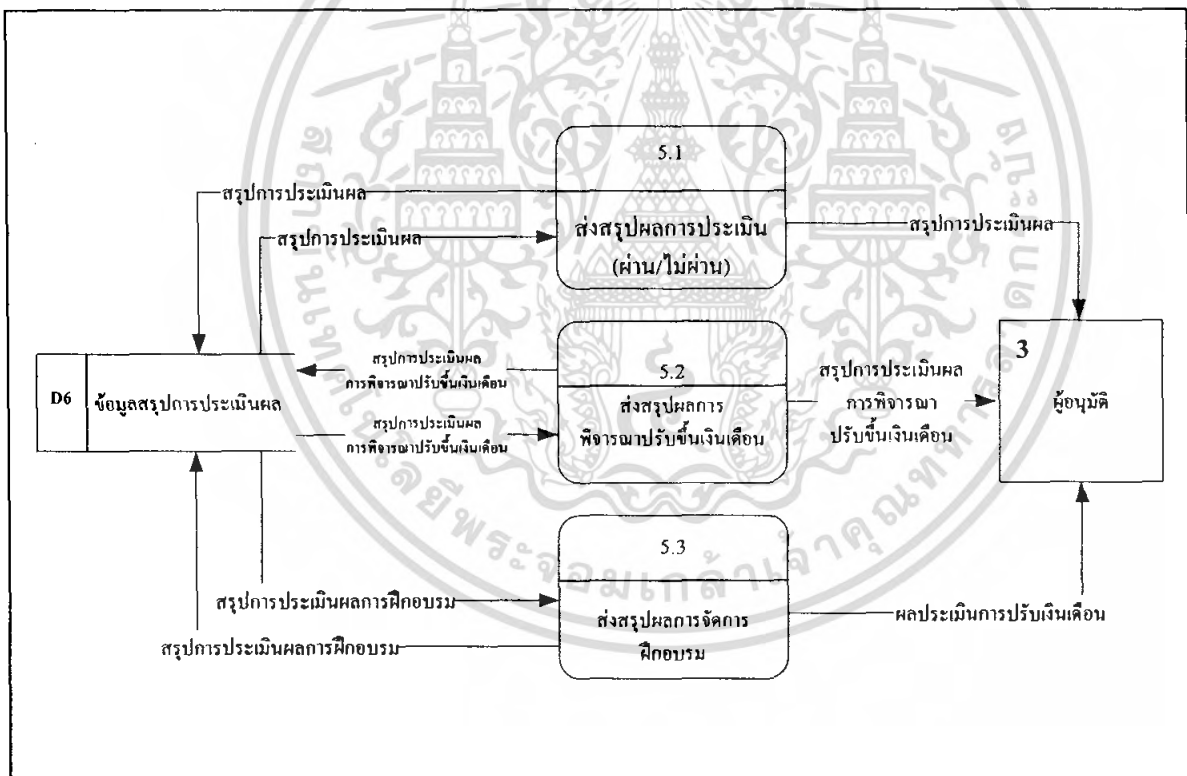 5.1
สรุปการประเมินผล
สรุปการประเมินผล
ส่งสรุปผลการประเมิน
(ผ่าน/ไม่ผ่าน)
สรุปการประเมินผล
D6
ข้อมูลสรุปการประเมินผล
สรุปการประเมินผล
การพิจารณาปรับขึ้นเงินเดือน
สรุปการประเมินผล
การพิจารณาปรับขึ้นเงินเดือน
5.2
ส่งสรุปผลการ
พิจารณาปรับขึ้นเงินเดือน
สรุปการประเมินผล
การพิจารณา
ปรับขึ้นเงินเดือน
3
ผู้อนุมัติ
5.3
สรุปการประเมินผลการฝึกอบรม
สรุปการประเมินผลการฝึกอบรม
ส่งสรุปผลการจัดการ
ฝึกอบรม
ผลประเมินการปรับเงินเดือน